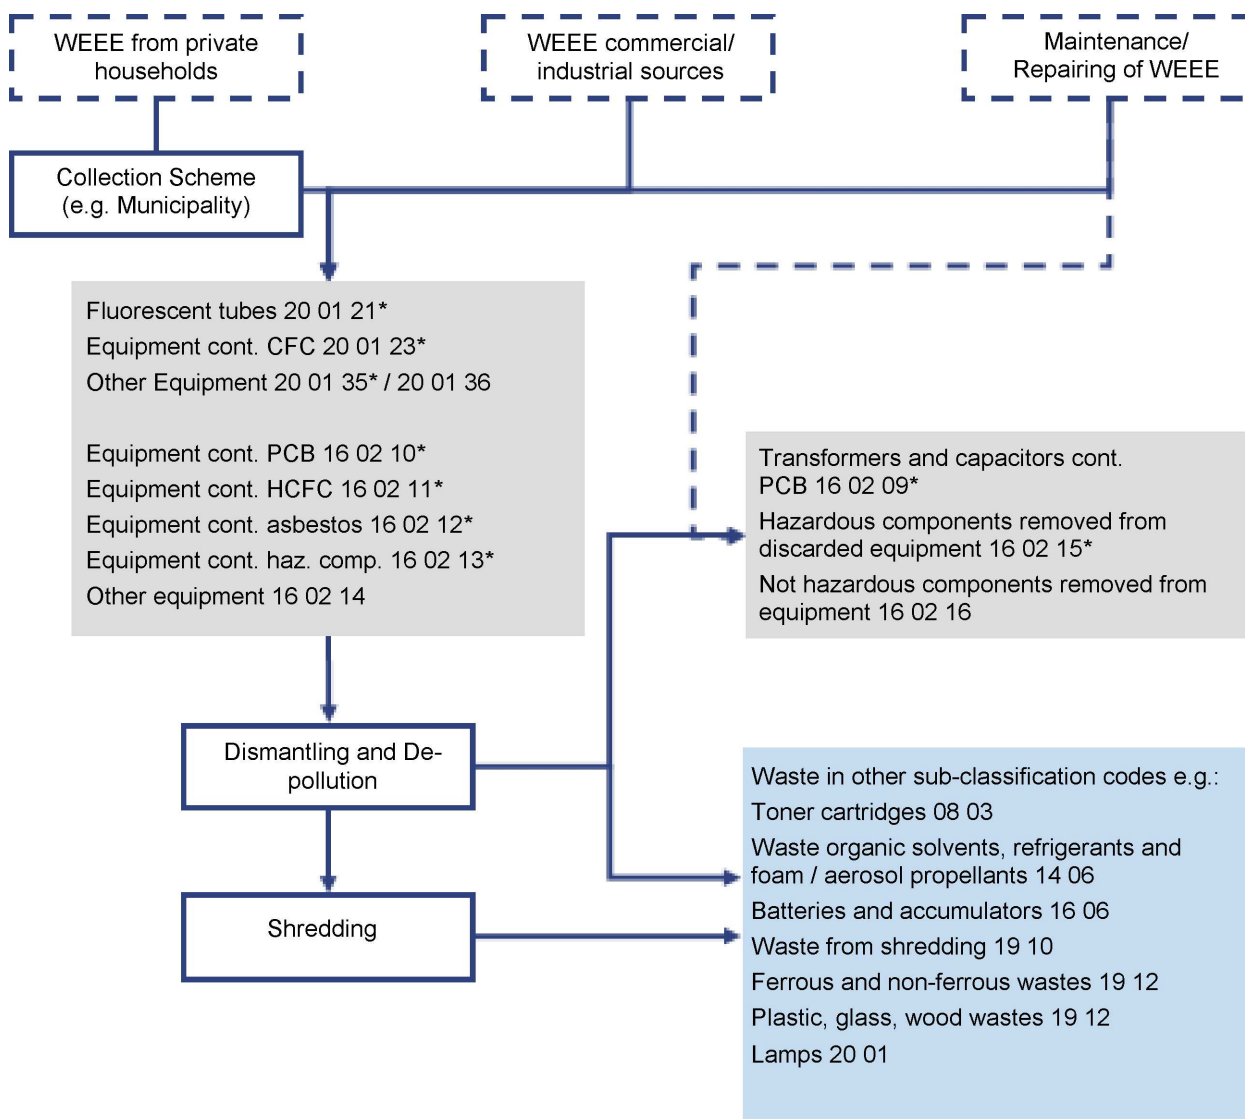 WEEE from private
households
WEEE commercial/
industrial sources
Maintenance/
Repairing of WEEE
Collection Scheme
(e.g. Municipality)
Fluorescent tubes 20 01 21*
Equipment cont. CFC 20 01 23*
Other Equipment 20 01 35* / 20 01 36
Equipment cont. PCB 16 02 10*
Equipment cont. HCFC 16 02 11*
Equipment cont. asbestos 16 02 12*
Equipment cont. haz. comp. 16 02 13*
Other equipment 16 02 14
Transformers and capacitors cont.
PCB 16 02 09*
Hazardous components removed from
discarded equipment 16 02 15*
Not hazardous components removed from
equipment 16 02 16
Dismantling and De-
pollution
Shredding
Waste in other sub-classification codes e.g.:
Toner cartridges 08 03
Waste organic solvents, refrigerants and
foam / aerosol propellants 14 06
Batteries and accumulators 16 06
Waste from shredding 19 10
Ferrous and non-ferrous wastes 19 12
Plastic, glass, wood wastes 19 12
Lamps 20 01